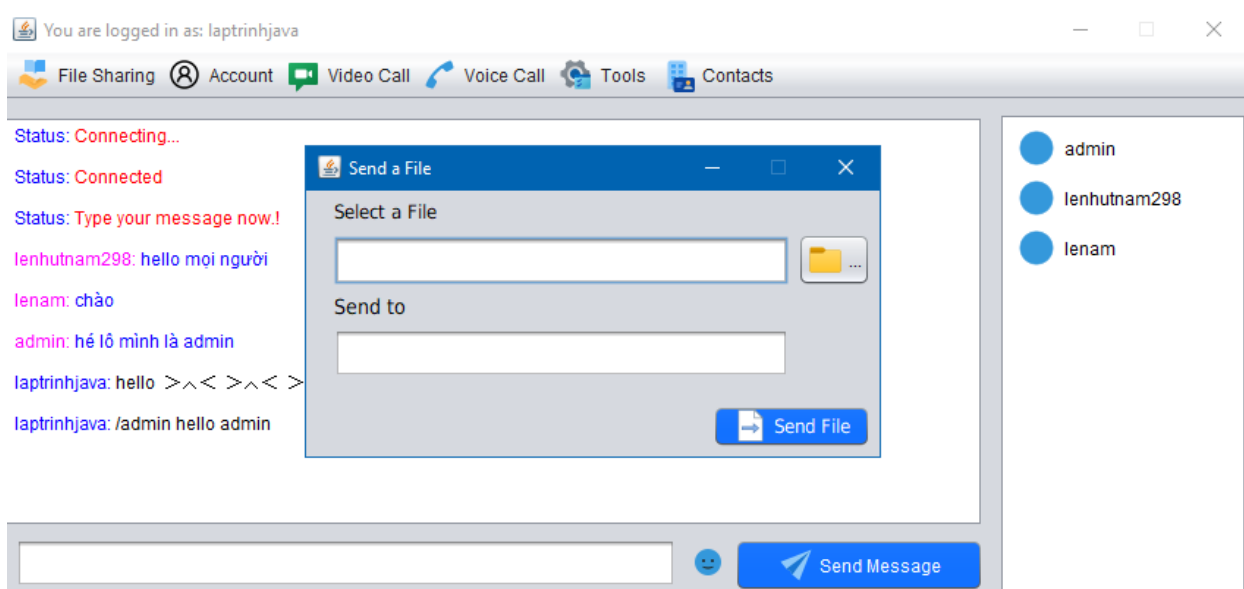 You are logged in as: laptrinhjava
File Sharing Account Video Call Voice Call Tools Contacts
Status: Connecting...
Status: Connected
Status: Type your message now.!
lenhutnam298: hello mọi người
lenam: chào
admin: hé lô mình là admin
laptrinhjava: hello >^< >^< >
laptrinhjava: /admin hello admin
Send a File
Select a File
...
Send to
Send File
admin
lenhutnam298
lenam
Send Message